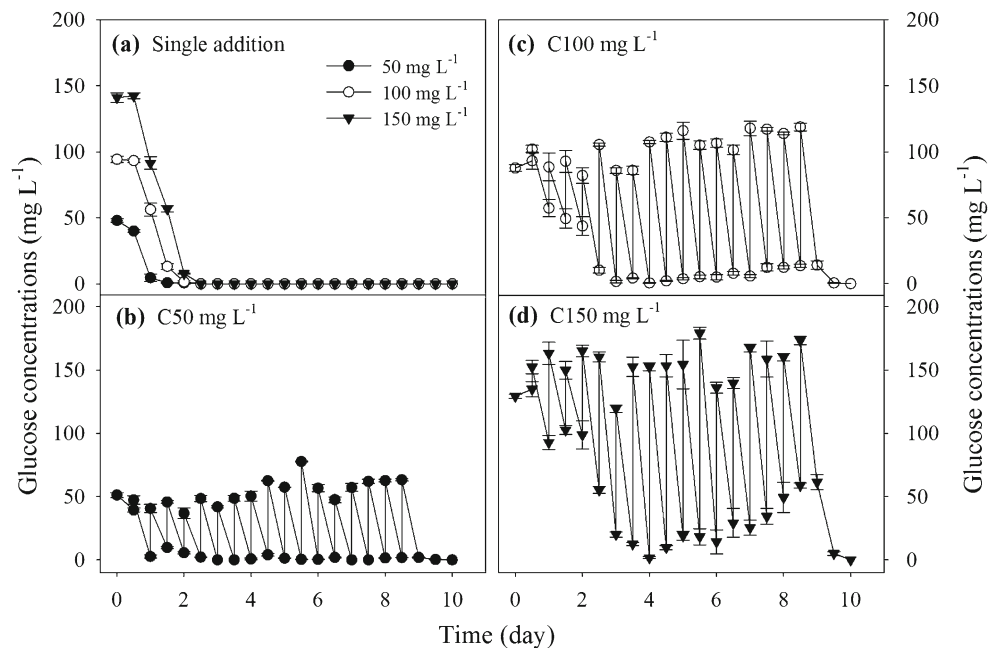 200
150
100
50
0
Glucose concentrations (mg L⁻¹)
(a) Single addition
50 mg L⁻¹
100 mg L⁻¹
150 mg L⁻¹
(c) C100 mg L⁻¹
200
150
100
50
0
Glucose concentrations (mg L⁻¹)
200
150
100
50
0
(b) C50 mg L⁻¹
(d) C150 mg L⁻¹
200
150
100
50
0
0 2 4 6 8 10
0 2 4 6 8 10
Time (day)